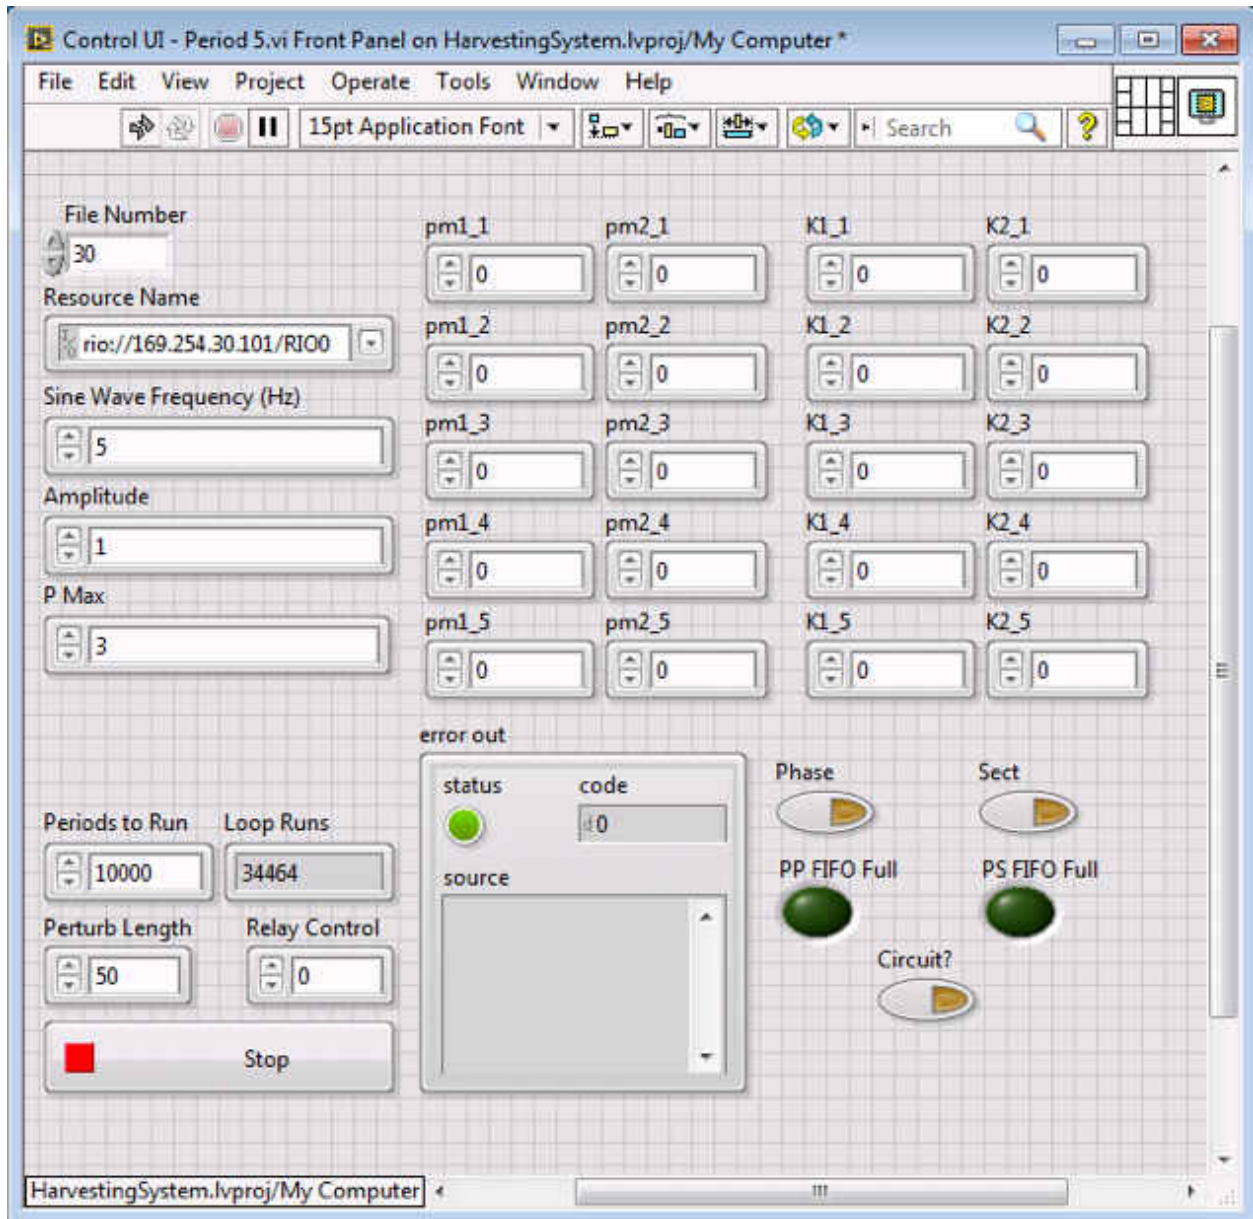 Control UI - Period 5.vi Front Panel on HarvestingSystem.lvproj/My Computer *
File Edit View Project Operate Tools Window Help
15pt Application Font Search
File Number
30
Resource Name
rio://169.254.30.101/RIO0
Sine Wave Frequency (Hz)
5
Amplitude
1
P Max
3
pm1_1 pm2_1 K1_1 K2_1
0 0 0 0
pm1_2 pm2_2 K1_2 K2_2
0 0 0 0
pm1_3 pm2_3 K1_3 K2_3
0 0 0 0
pm1_4 pm2_4 K1_4 K2_4
0 0 0 0
pm1_5 pm2_5 K1_5 K2_5
0 0 0 0
Periods to Run Loop Runs
10000 34464
Perturb Length Relay Control
50 0
Stop
error out
status code
d 0
source
Phase Sect
PP FIFO Full PS FIFO Full
Circuit?
HarvestingSystem.lvproj/My Computer